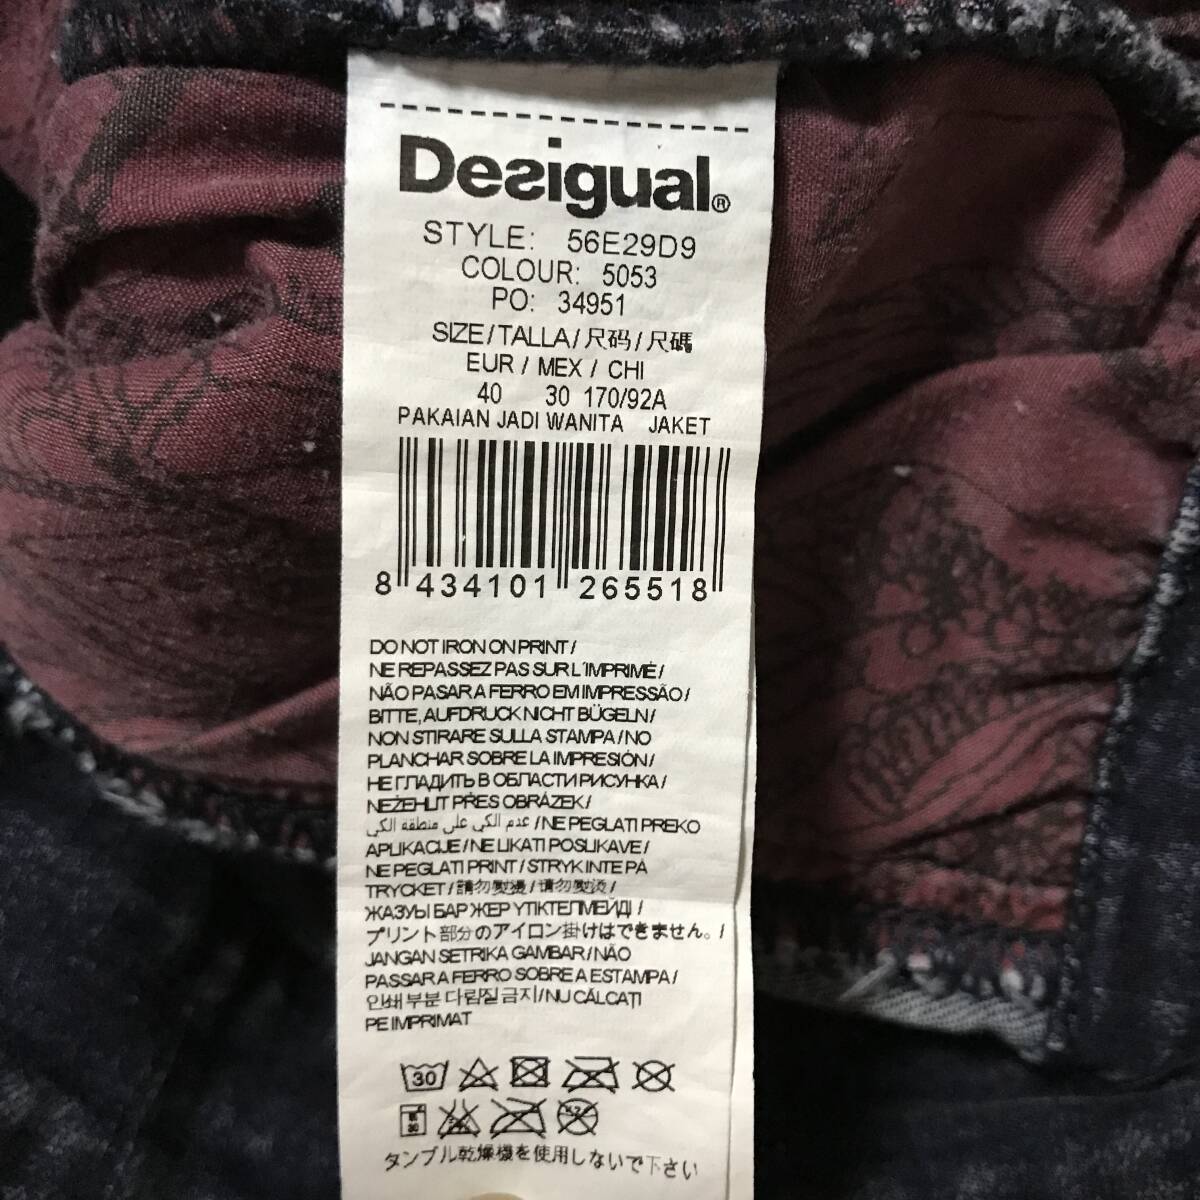 Desigual®
STYLE: 56E29D9
COLOUR: 5053
PO: 34951
SIZE/TALLA/尺码/尺碼
EUR / MEX / CHI
40 30 170/92A
PAKAIAN JADI WANITA JAKET
8 434101 265518
DO NOT IRON ON PRINT/
NE REPASSEZ PAS SUR L'IMPRIMÉ/
NÃO PASAR A FERRO EM IMPRESSÃO/
BITTE, AUFDRUCK NICHT BÜGELN/
NON STIRARE SULLA STAMPA/NO
PLANCHAR SOBRE LA IMPRESIÓN/
НЕ ГЛАДИТЬ В ОБЛАСТИ РИСУНКА/
NEŽEHLIT PŘES OBRÁZEK/
عدم الكي على منطقة الكي/NE PEGLATI PREKO
APLIKACIJE/NE LIKATI POSLIKAVE/
NE PEGLATI PRINT/STRYK INTE PÅ
TRYCKET/請勿熨燙/请勿熨烫/
ЖАЗУЫ БАР ЖЕР ҮТІКТЕЛМЕЙДІ/
プリント部分のアイロン掛けはできません。/
JANGAN SETRIKA GAMBAR/NÃO
PASSAR A FERRO SOBRE A ESTAMPA/
인쇄 부분 다림질 금지/NU CĂLCAȚI
PE IMPRIMAT
30
タンブル乾燥機を使用しないで下さい